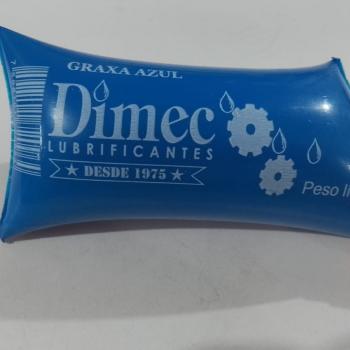 GRAXA AZUL
Dimec
LUBRIFICANTES
★ DESDE 1975 ★
Peso